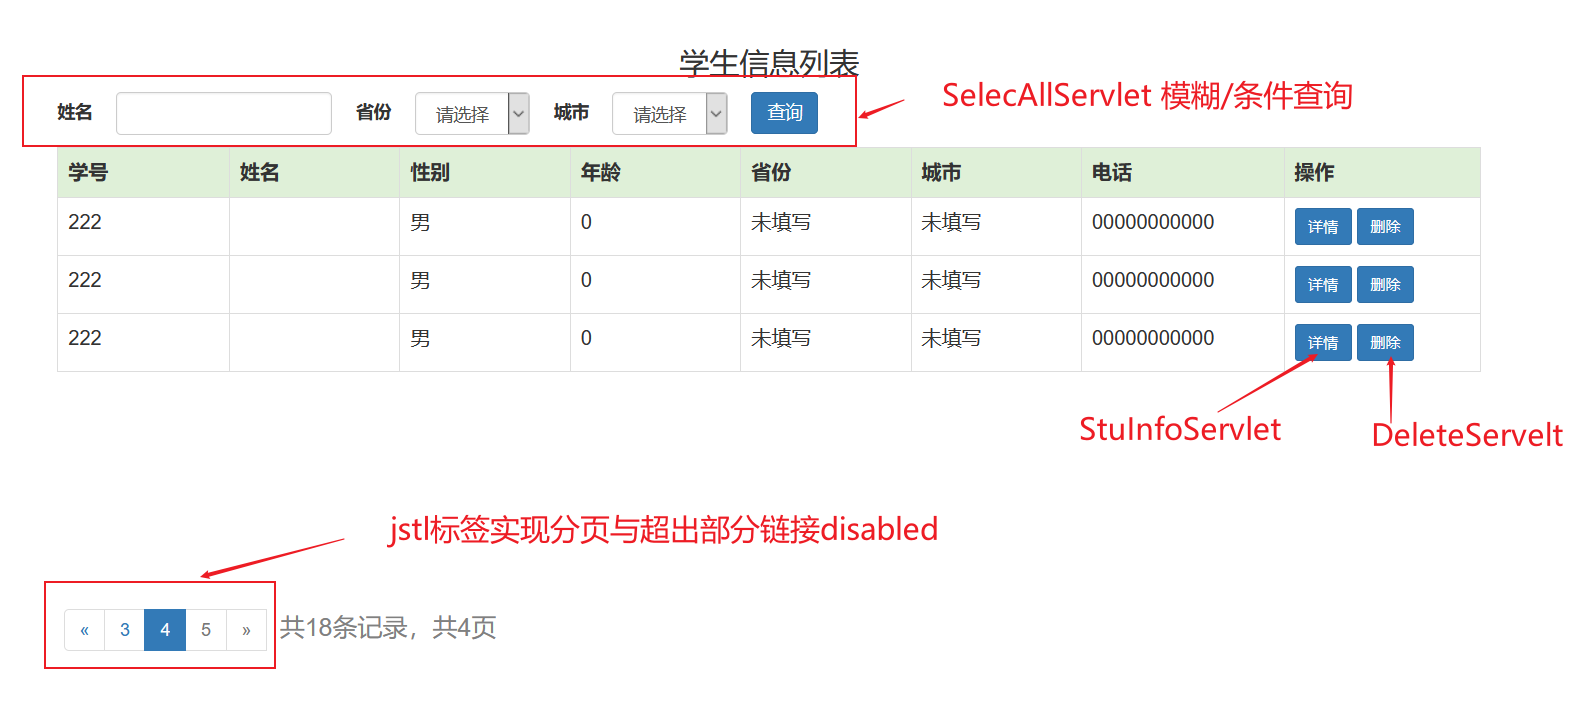 学生信息列表
姓名 省份 请选择 城市 请选择 查询
SelecAllServlet 模糊/条件查询
学号 姓名 性别 年龄 省份 城市 电话 操作
222 男 0 未填写 未填写 00000000000 详情 删除
222 男 0 未填写 未填写 00000000000 详情 删除
222 男 0 未填写 未填写 00000000000 详情 删除
StuInfoServlet
DeleteServelt
jstl标签实现分页与超出部分链接disabled
« 3 4 5 » 共18条记录，共4页